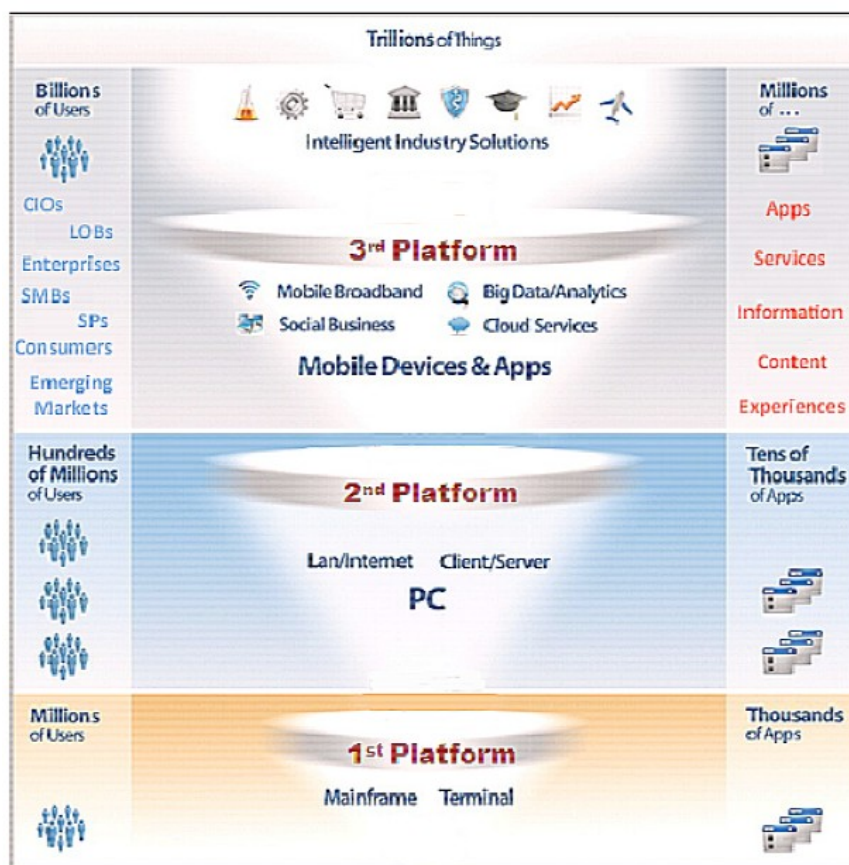 Trillions of Things
Billions
of Users
CIOs
LOBs
Enterprises
SMBs
SPs
Consumers
Emerging
Markets
Intelligent Industry Solutions
3rd Platform
Mobile Broadband
Big Data/Analytics
Social Business
Cloud Services
Mobile Devices & Apps
Millions
of ...
Apps
Services
Information
Content
Experiences
Hundreds
of Millions
of Users
2nd Platform
Lan/Internet
Client/Server
PC
Tens of
Thousands
of Apps
Millions
of Users
1st Platform
Mainframe
Terminal
Thousands
of Apps